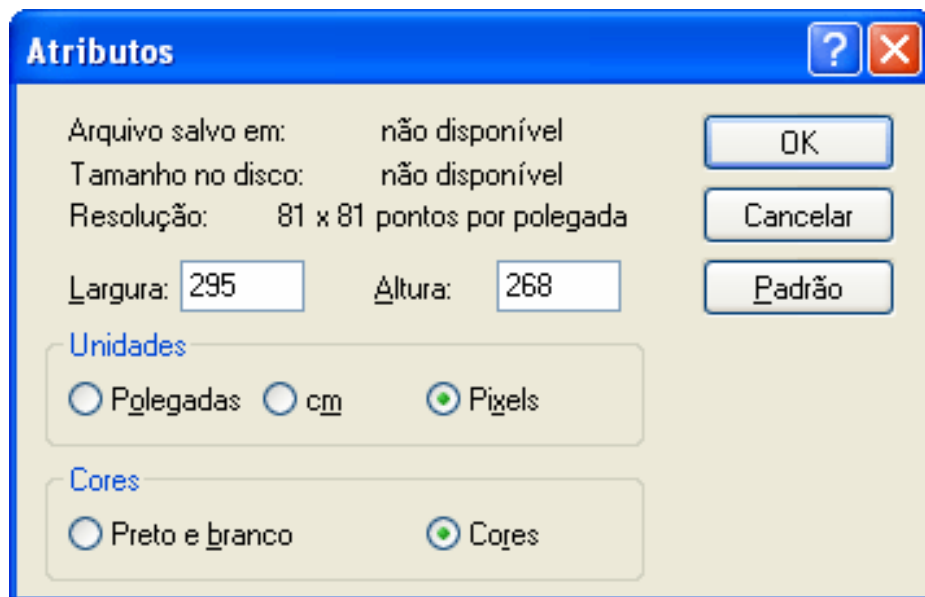 Atributos
Arquivo salvo em: não disponível
Tamanho no disco: não disponível
Resolução: 81 x 81 pontos por polegada
Largura: 295 Altura: 268
OK
Cancelar
Padrão
Unidades
Polegadas cm Pixels
Cores
Preto e branco Cores